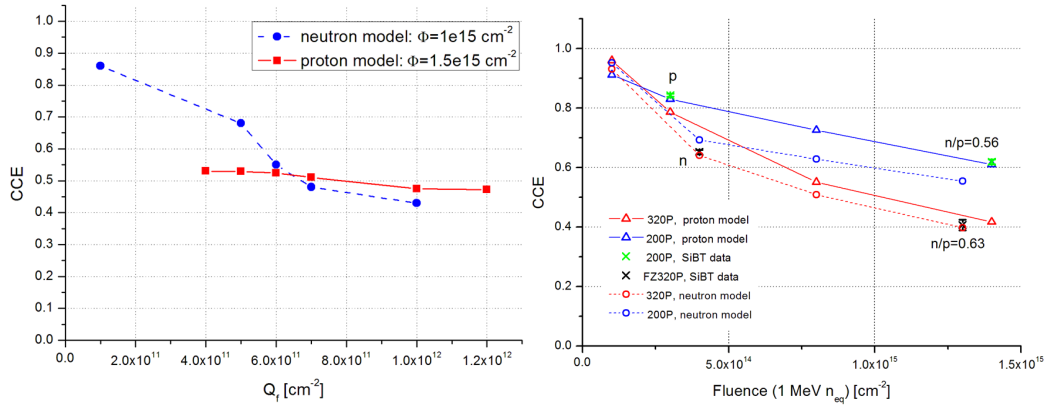 neutron model: Φ=1e15 cm⁻²
proton model: Φ=1.5e15 cm⁻²
CCE
1.0
0.9
0.8
0.7
0.6
0.5
0.4
0.3
0.2
0.1
0.0
0.0 2.0x10¹¹ 4.0x10¹¹ 6.0x10¹¹ 8.0x10¹¹ 1.0x10¹² 1.2x10¹²
Q_f [cm⁻²]
CCE
1.0
0.8
0.6
0.4
0.2
0.0
p
n
n/p=0.56
n/p=0.63
320P, proton model
200P, proton model
200P, SiBT data
FZ320P, SiBT data
320P, neutron model
200P, neutron model
0.0 5.0x10¹⁴ 1.0x10¹⁵ 1.5x10¹⁵
Fluence (1 MeV n_eq) [cm⁻²]